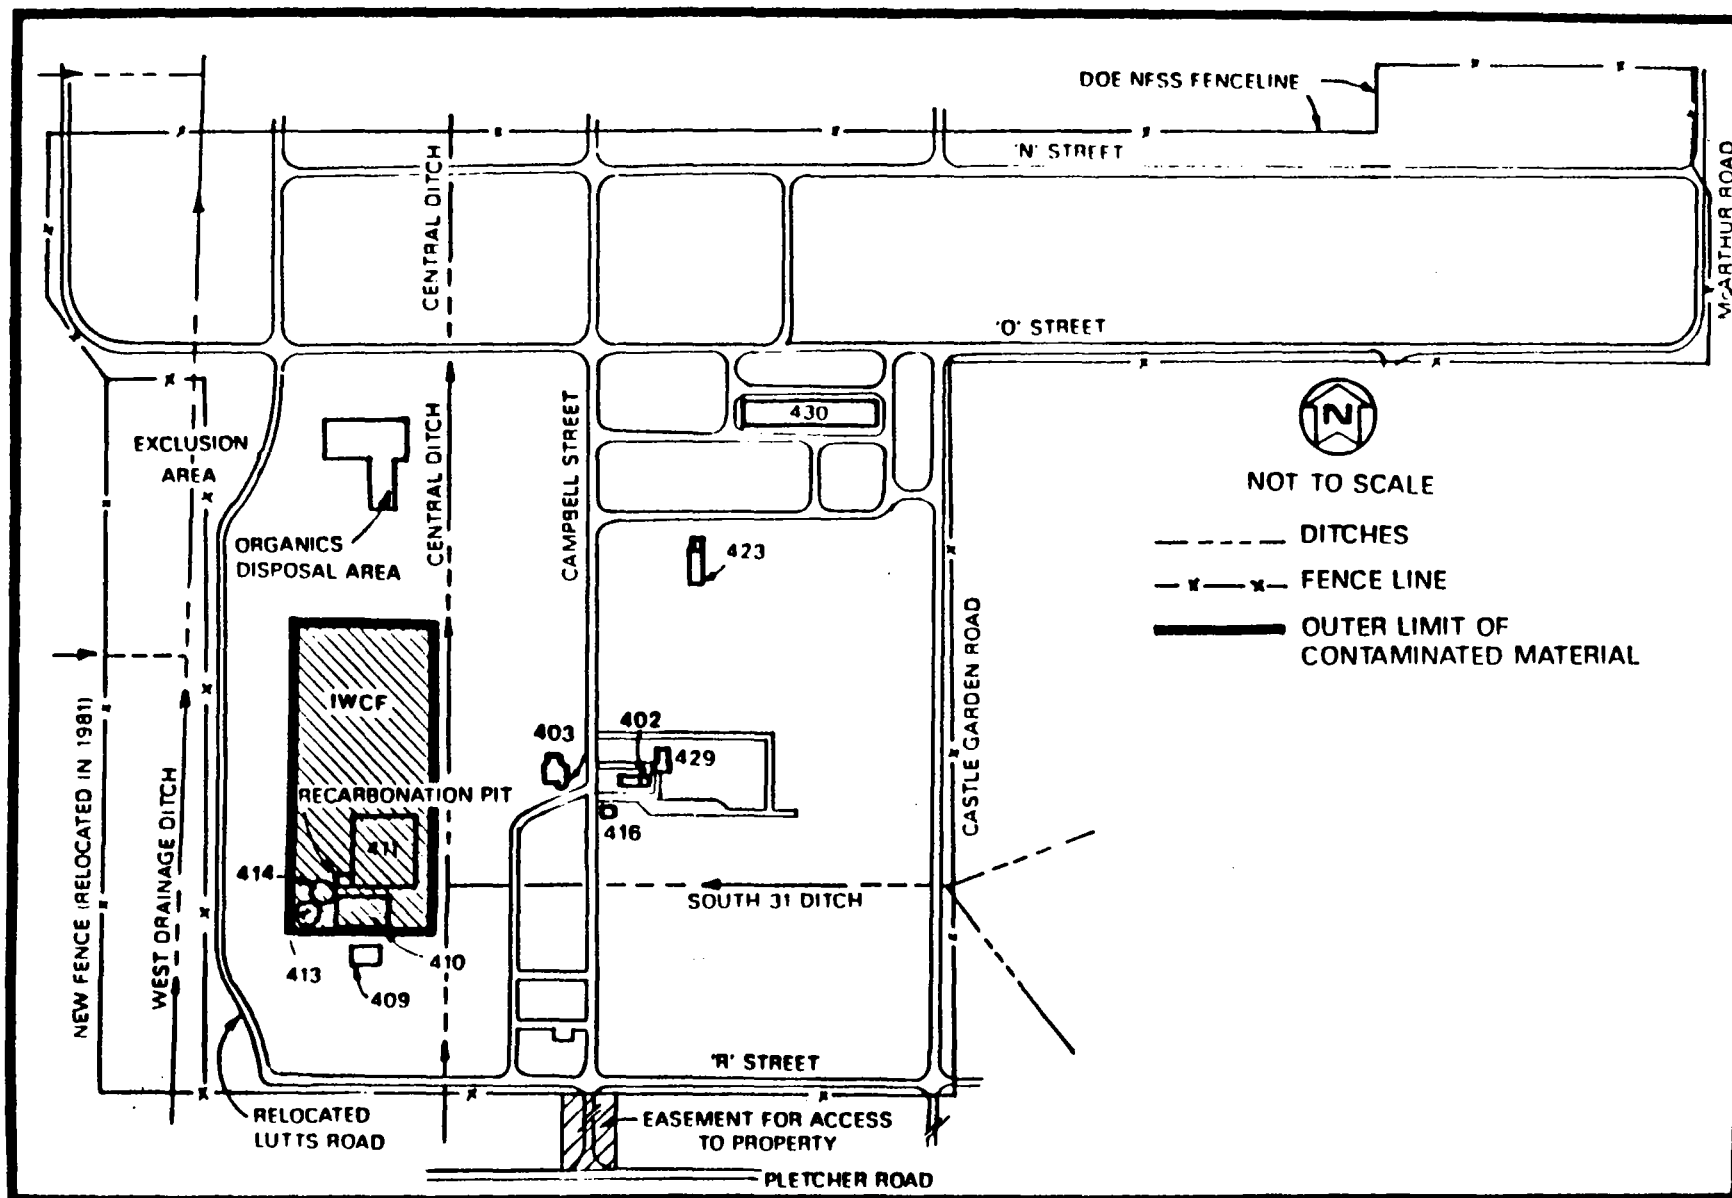 DOE NFSS FENCELINE
'N' STREET
McARTHUR ROAD
CENTRAL DITCH
'O' STREET
430
N
NOT TO SCALE
EXCLUSION
AREA
CENTRAL DITCH
CAMPBELL STREET
DITCHES
FENCE LINE
OUTER LIMIT OF
CONTAMINATED MATERIAL
ORGANICS
DISPOSAL AREA
423
CASTLE GARDEN ROAD
IWCF
403
402
429
NEW FENCE (RELOCATED IN 1981)
WEST DRAINAGE DITCH
RECARBONATION PIT
416
411
414
SOUTH 31 DITCH
413
410
409
'R' STREET
RELOCATED
LUTTS ROAD
EASEMENT FOR ACCESS
TO PROPERTY
PLETCHER ROAD